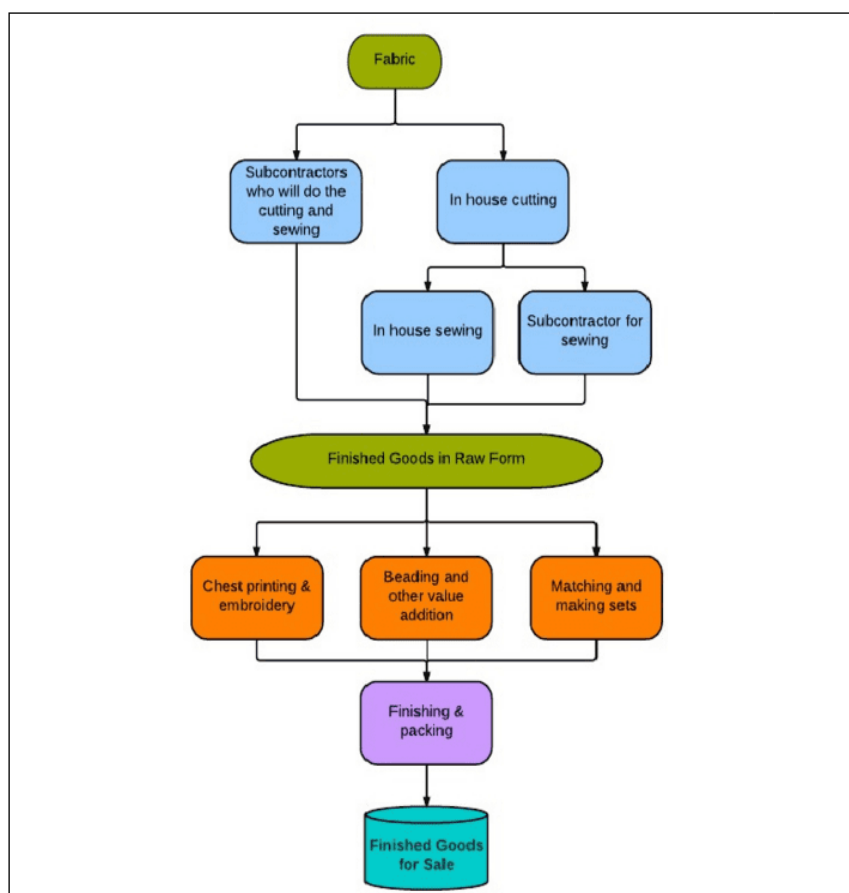 Fabric
Subcontractors
who will do the
cutting and
sewing
In house cutting
In house sewing
Subcontractor for
sewing
Finished Goods in Raw Form
Chest printing &
embroidery
Beading and
other value
addition
Matching and
making sets
Finishing &
packing
Finished Goods
for Sale